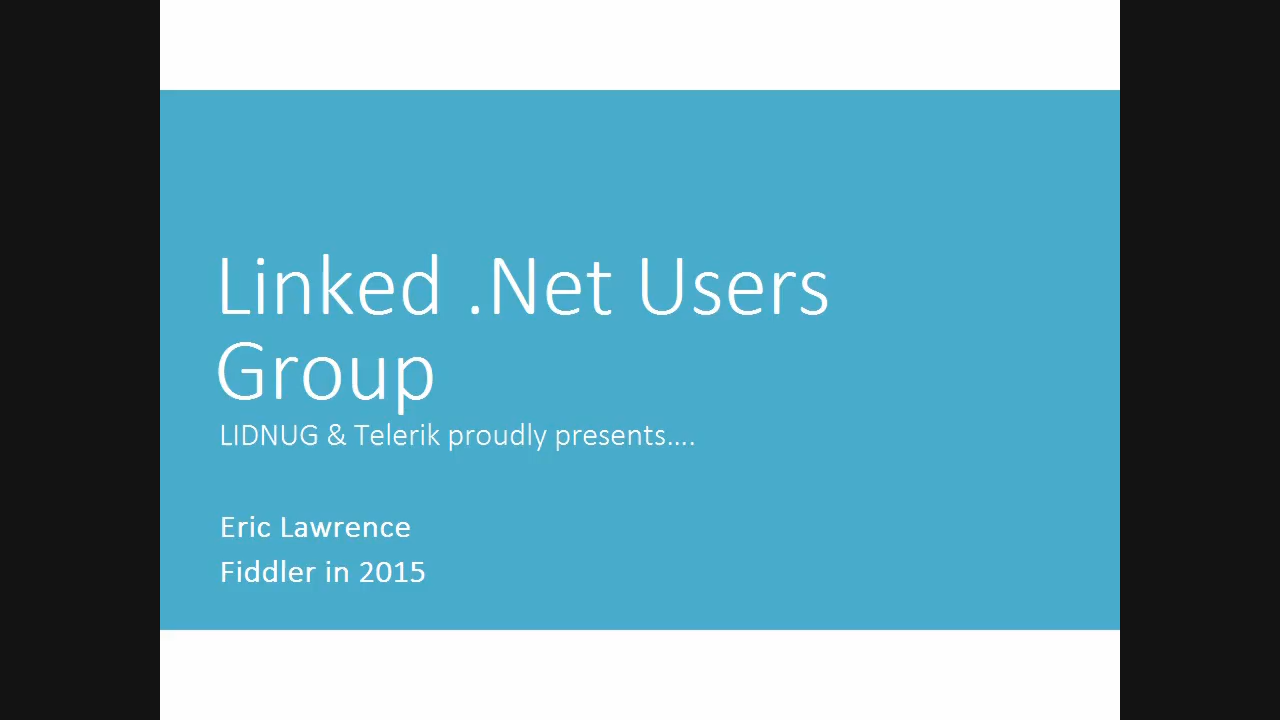 Linked .Net Users
Group
LIDNUG & Telerik proudly presents....
Eric Lawrence
Fiddler in 2015